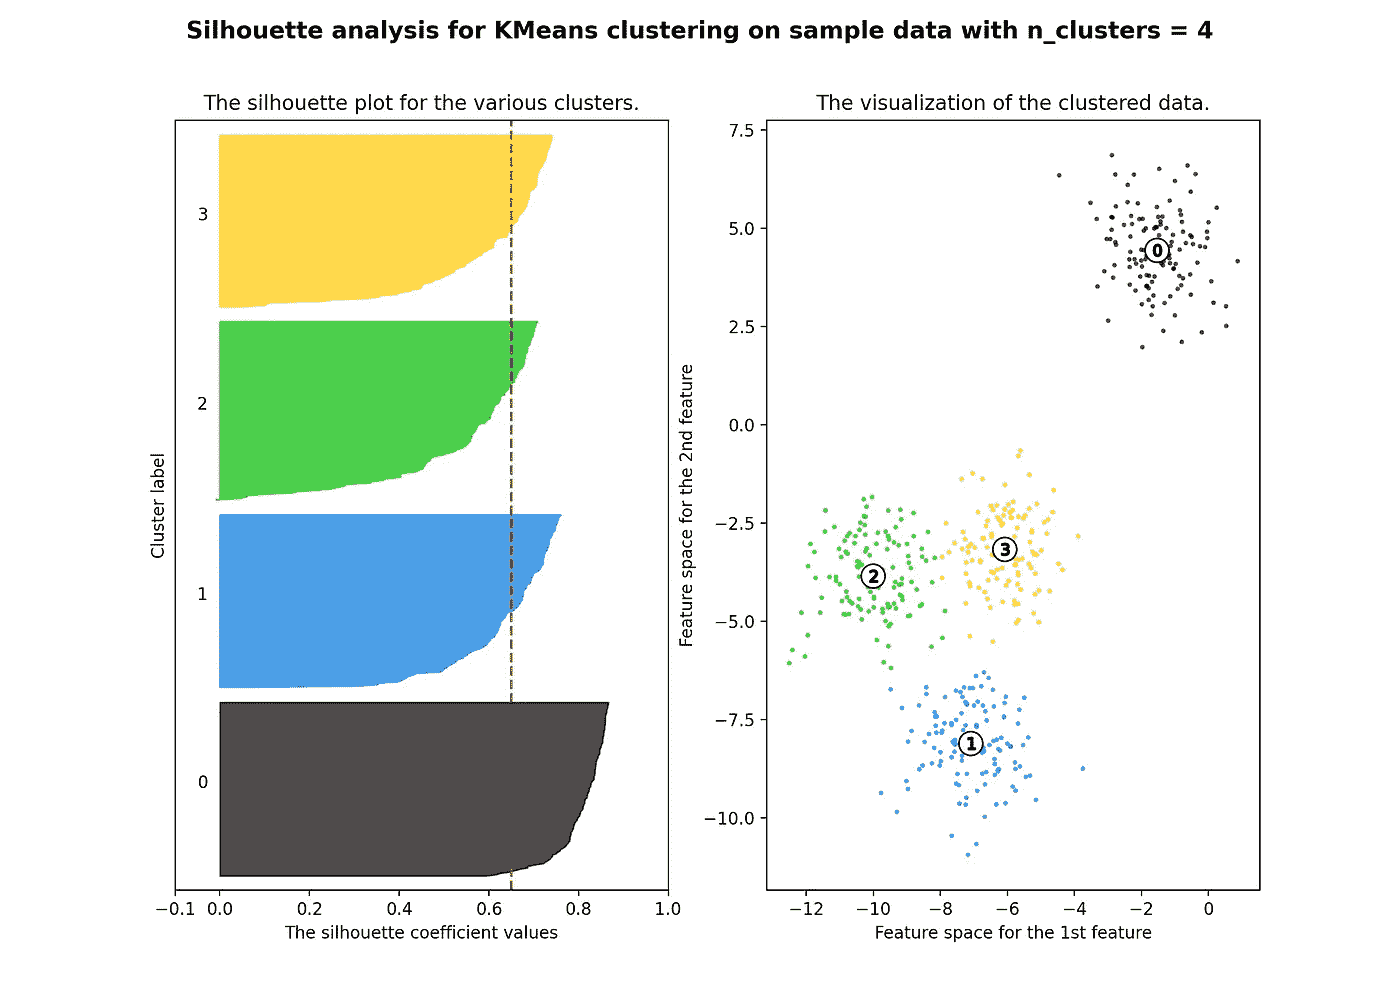 Silhouette analysis for KMeans clustering on sample data with n_clusters = 4
The silhouette plot for the various clusters.
3
2
1
0
Cluster label
−0.1 0.0 0.2 0.4 0.6 0.8 1.0
The silhouette coefficient values
The visualization of the clustered data.
7.5
5.0
2.5
0.0
−2.5
−5.0
−7.5
−10.0
Feature space for the 2nd feature
0
3
2
1
−12 −10 −8 −6 −4 −2 0
Feature space for the 1st feature